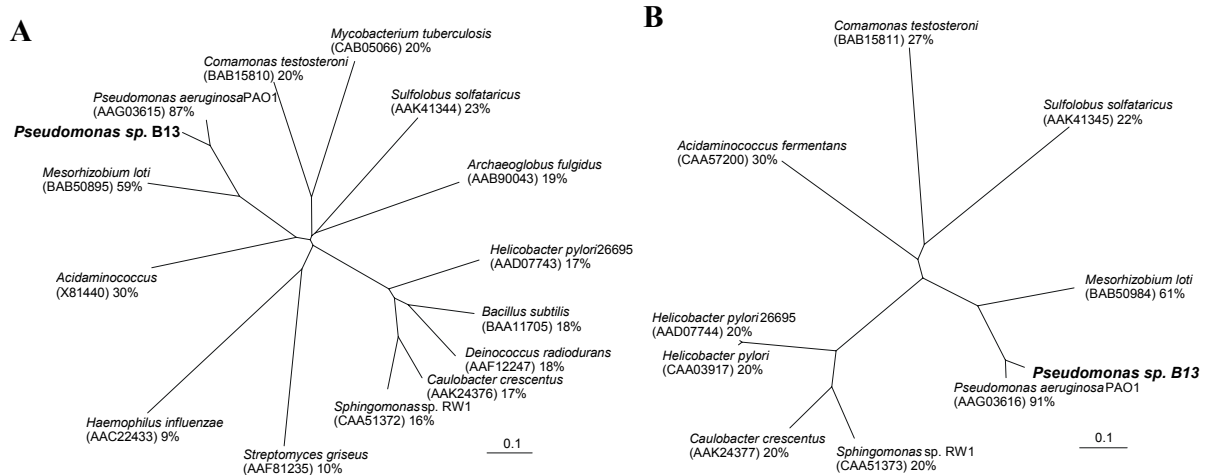 A
Mycobacterium tuberculosis
(CAB05066) 20%
Comamonas testosteroni
(BAB15810) 20%
Pseudomonas aeruginosaPAO1
(AAG03615) 87%
Pseudomonas sp. B13
Sulfolobus solfataricus
(AAK41344) 23%
Mesorhizobium loti
(BAB50895) 59%
Archaeoglobus fulgidus
(AAB90043) 19%
Helicobacter pylori26695
(AAD07743) 17%
Acidaminococcus
(X81440) 30%
Bacillus subtilis
(BAA11705) 18%
Deinococcus radiodurans
(AAF12247) 18%
Caulobacter crescentus
(AAK24376) 17%
Sphingomonas sp. RW1
(CAA51372) 16%
Haemophilus influenzae
(AAC22433) 9%
Streptomyces griseus
(AAF81235) 10%
0.1
B
Comamonas testosteroni
(BAB15811) 27%
Sulfolobus solfataricus
(AAK41345) 22%
Acidaminococcus fermentans
(CAA57200) 30%
Mesorhizobium loti
(BAB50984) 61%
Helicobacter pylori26695
(AAD07744) 20%
Helicobacter pylori
(CAA03917) 20%
Pseudomonas sp. B13
Pseudomonas aeruginosaPAO1
(AAG03616) 91%
Caulobacter crescentus
(AAK24377) 20%
Sphingomonas sp. RW1
(CAA51373) 20%
0.1